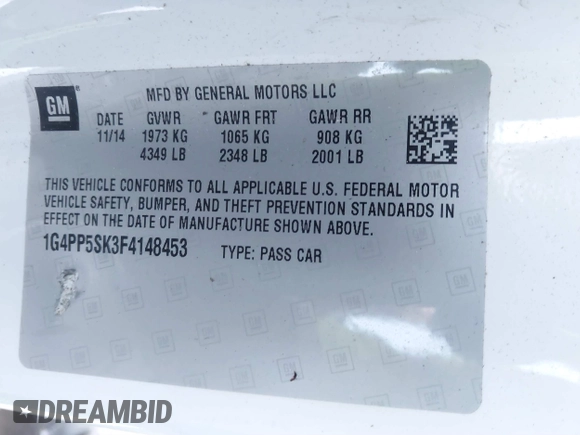 GM
MFD BY GENERAL MOTORS LLC
DATE GVWR GAWR FRT GAWR RR
11/14 1973 KG 1065 KG 908 KG
4349 LB 2348 LB 2001 LB
THIS VEHICLE CONFORMS TO ALL APPLICABLE U.S. FEDERAL MOTOR
VEHICLE SAFETY, BUMPER, AND THEFT PREVENTION STANDARDS IN
EFFECT ON THE DATE OF MANUFACTURE SHOWN ABOVE.
1G4PP5SK3F4148453 TYPE: PASS CAR
DREAMBID